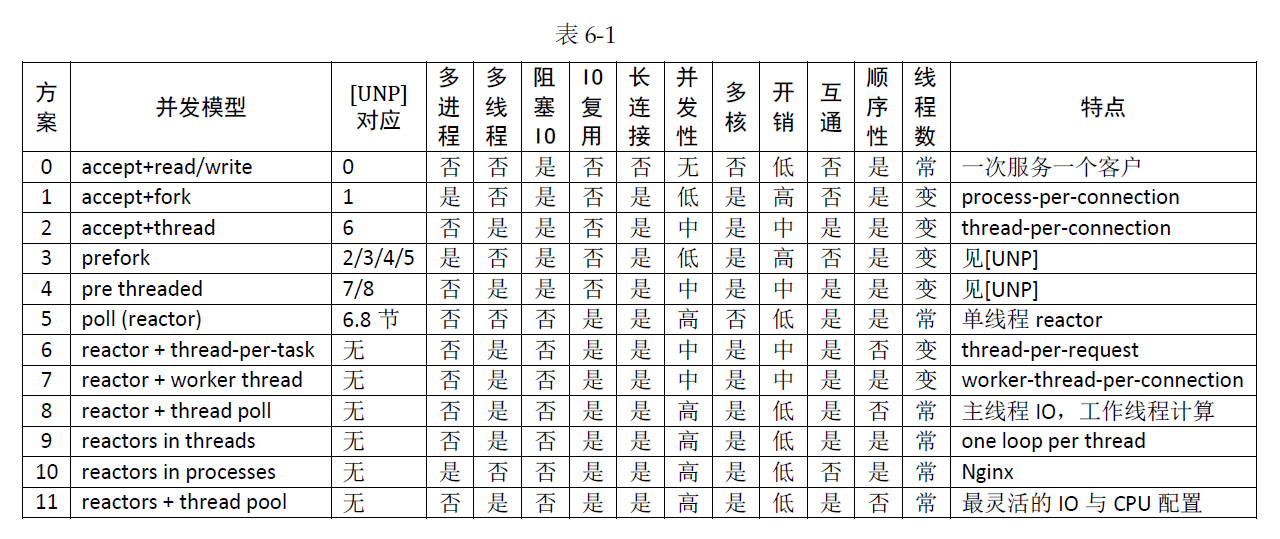 表 6-1
方案 并发模型 [UNP]对应 多进程 多线程 阻塞IO IO复用 长连接 并发性 多核 开销 互通 顺序性 线程数 特点
0 accept+read/write 0 否 否 是 否 否 无 否 低 否 是 常 一次服务一个客户
1 accept+fork 1 是 否 是 否 是 低 是 高 否 是 变 process-per-connection
2 accept+thread 6 否 是 是 否 是 中 是 中 是 是 变 thread-per-connection
3 prefork 2/3/4/5 是 否 是 否 是 低 是 高 否 是 变 见[UNP]
4 pre threaded 7/8 否 是 是 否 是 中 是 中 是 是 变 见[UNP]
5 poll (reactor) 6.8 节 否 否 否 是 是 高 否 低 是 是 常 单线程 reactor
6 reactor + thread-per-task 无 否 是 否 是 是 中 是 中 是 否 变 thread-per-request
7 reactor + worker thread 无 否 是 否 是 是 中 是 中 是 是 变 worker-thread-per-connection
8 reactor + thread poll 无 否 是 否 是 是 高 是 低 是 否 常 主线程 IO，工作线程计算
9 reactors in threads 无 否 是 否 是 是 高 是 低 是 是 常 one loop per thread
10 reactors in processes 无 是 否 否 是 是 高 是 低 否 是 常 Nginx
11 reactors + thread pool 无 否 是 否 是 是 高 是 低 是 否 常 最灵活的 IO 与 CPU 配置